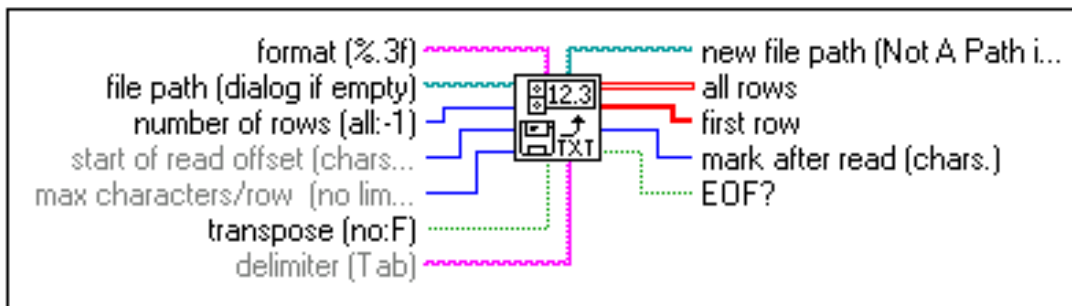 format (%.3f)
file path (dialog if empty)
number of rows (all:-1)
start of read offset (chars...
max characters/row (no lim...
transpose (no:F)
delimiter (Tab)
12.3
TXT
new file path (Not A Path i...
all rows
first row
mark after read (chars.)
EOF?